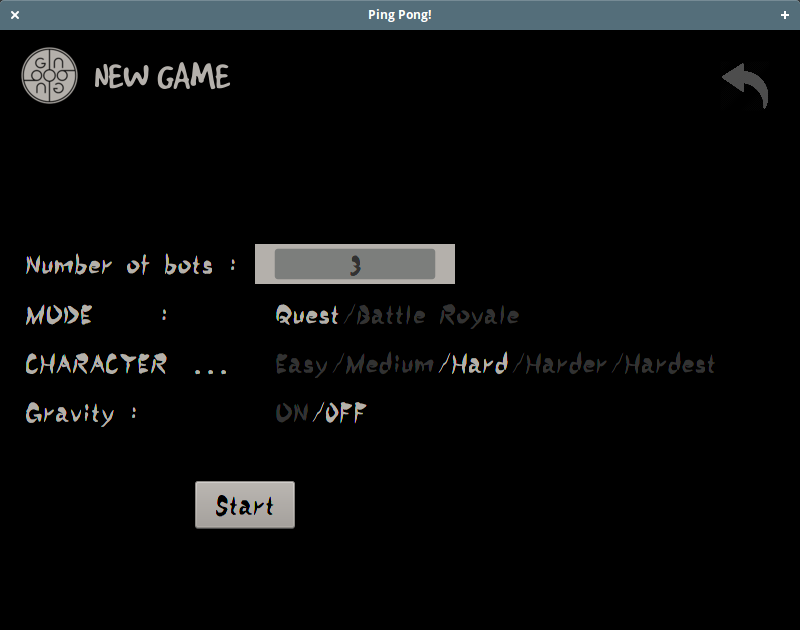 Ping Pong!
NEW GAME
Number of bots : 3
MODE : Quest/Battle Royale
CHARACTER ... Easy/Medium/Hard/Harder/Hardest
Gravity : ON/OFF
Start